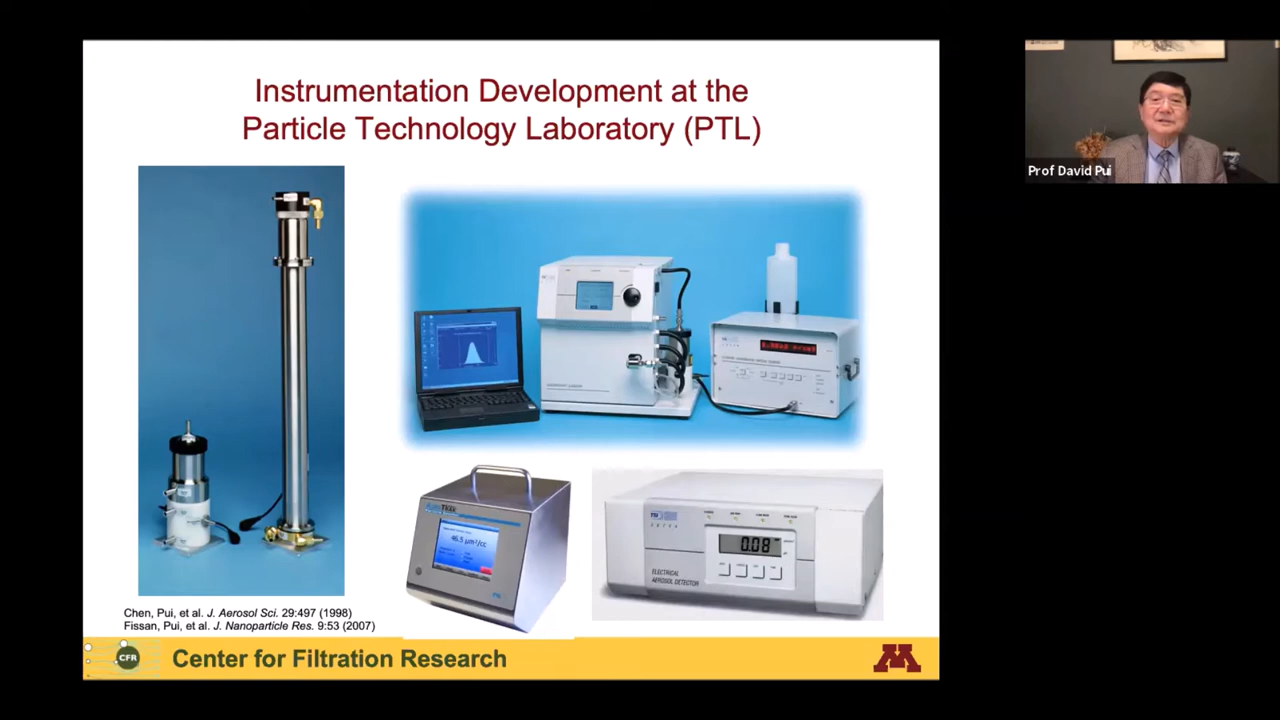 Instrumentation Development at the
Particle Technology Laboratory (PTL)
46.5 µm²/cc
TSI
0.08
ELECTRICAL
AEROSOL DETECTOR
Chen, Pui, et al. J. Aerosol Sci. 29:497 (1998)
Fissan, Pui, et al. J. Nanoparticle Res. 9:53 (2007)
CFR
Center for Filtration Research
M
Prof David Pui